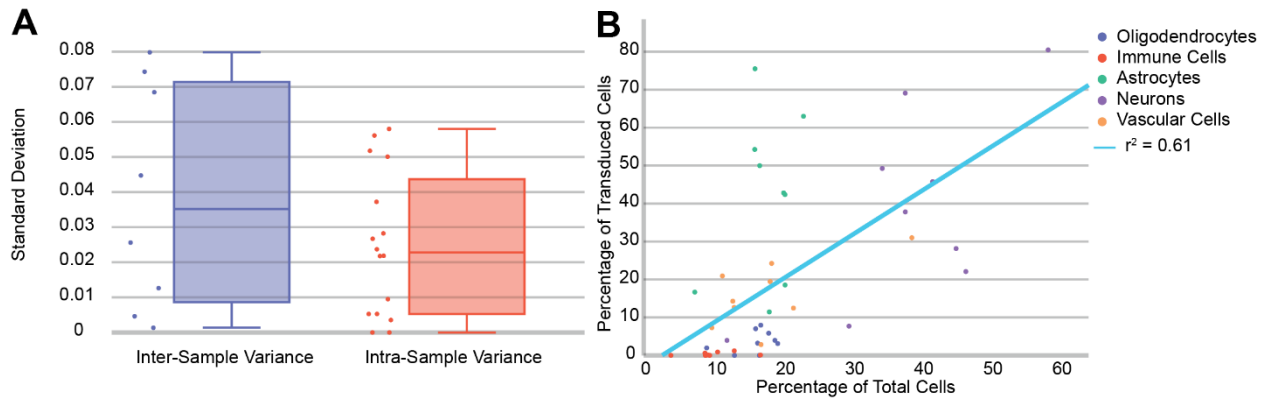 A
Standard Deviation
0.08
0.07
0.06
0.05
0.04
0.03
0.02
0.01
0
Inter-Sample Variance
Intra-Sample Variance
B
Percentage of Transduced Cells
80
70
60
50
40
30
20
10
0
0 10 20 30 40 50 60
Percentage of Total Cells
Oligodendrocytes
Immune Cells
Astrocytes
Neurons
Vascular Cells
r² = 0.61